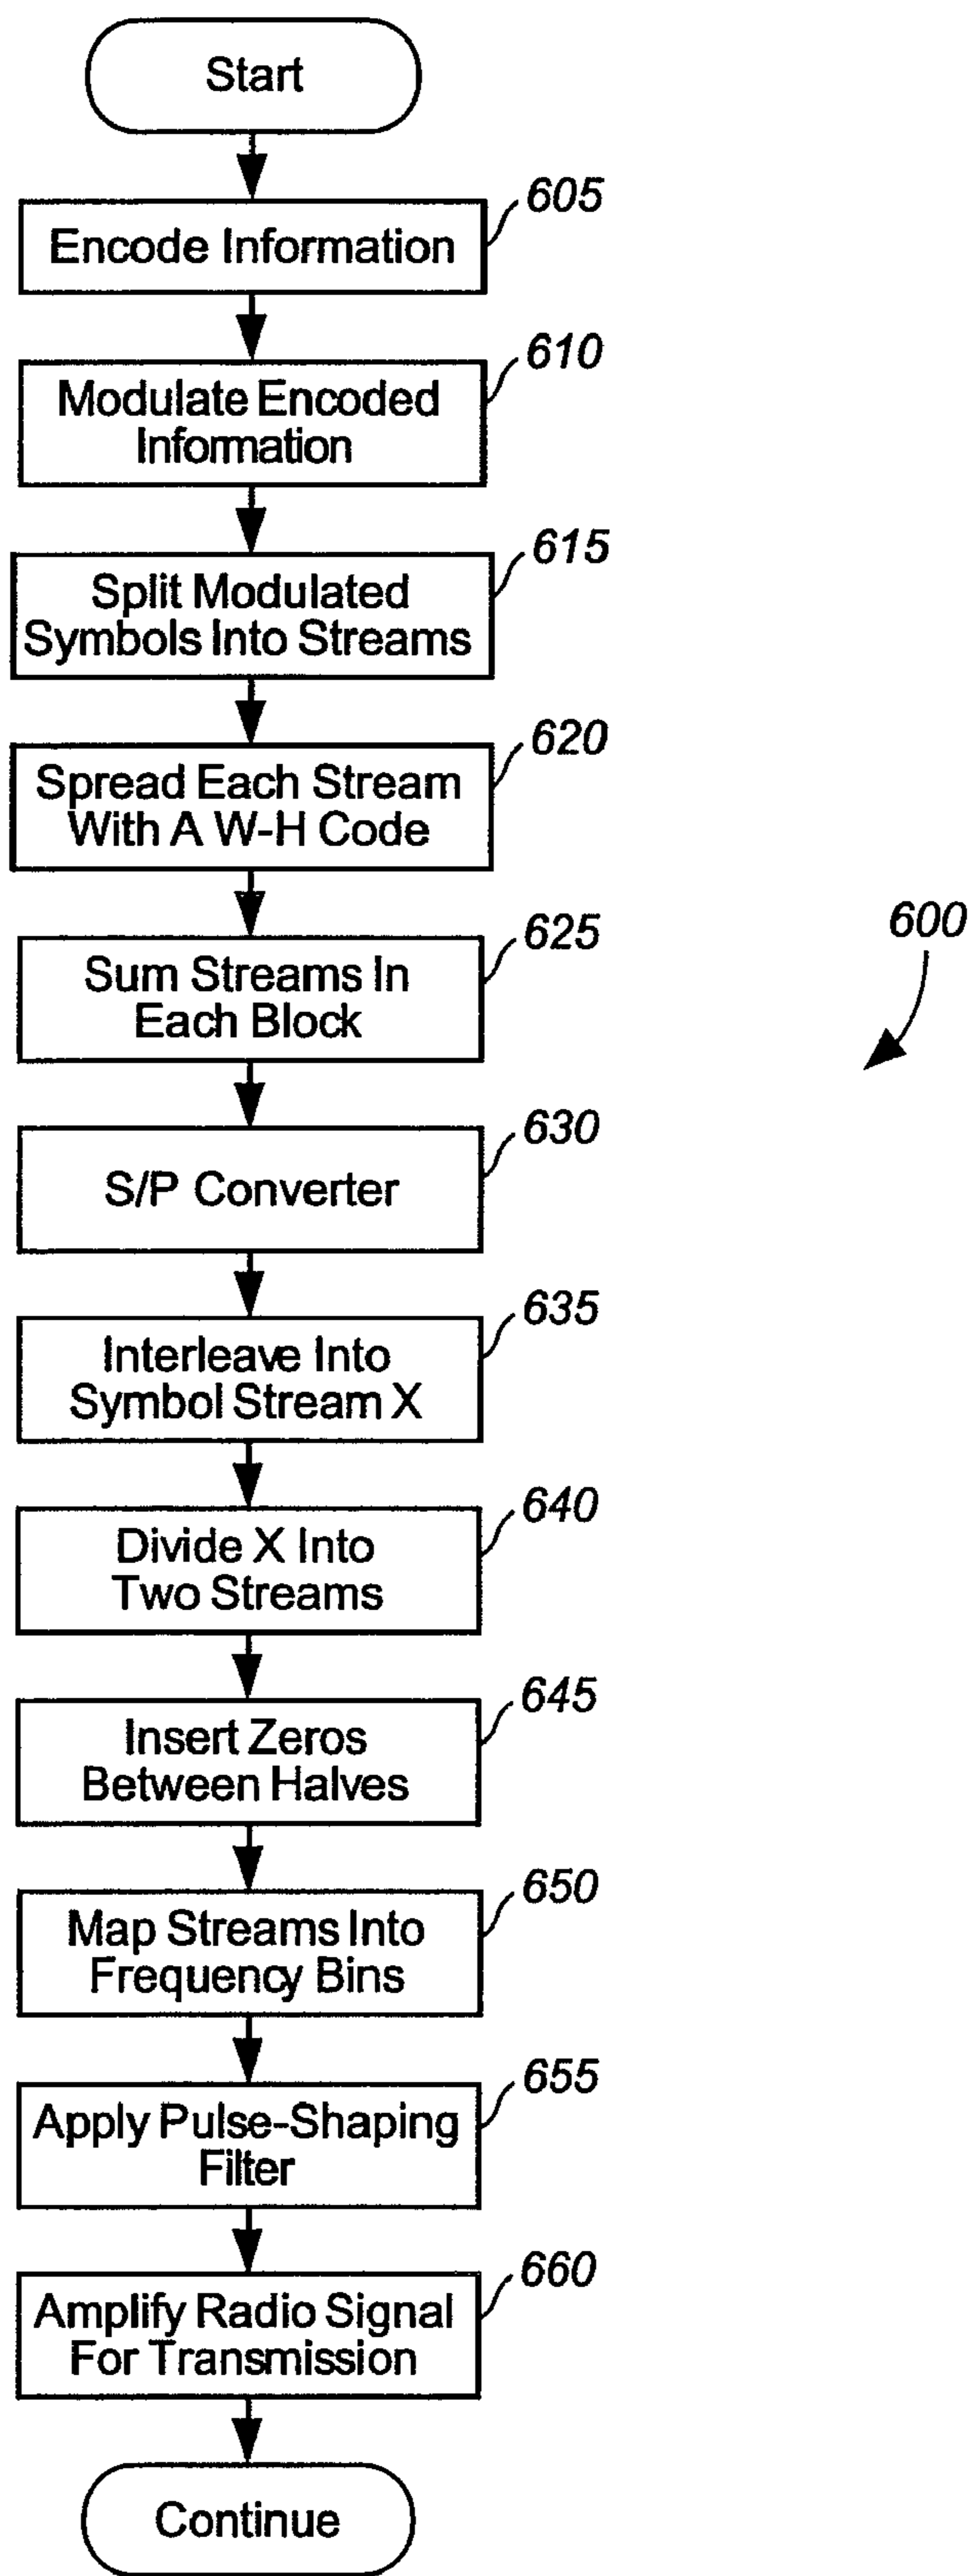 Start
605
Encode Information
610
Modulate Encoded
Information
615
Split Modulated
Symbols Into Streams
620
Spread Each Stream
With A W-H Code
625
Sum Streams In
Each Block
600
630
S/P Converter
635
Interleave Into
Symbol Stream X
640
Divide X Into
Two Streams
645
Insert Zeros
Between Halves
650
Map Streams Into
Frequency Bins
655
Apply Pulse-Shaping
Filter
660
Amplify Radio Signal
For Transmission
Continue